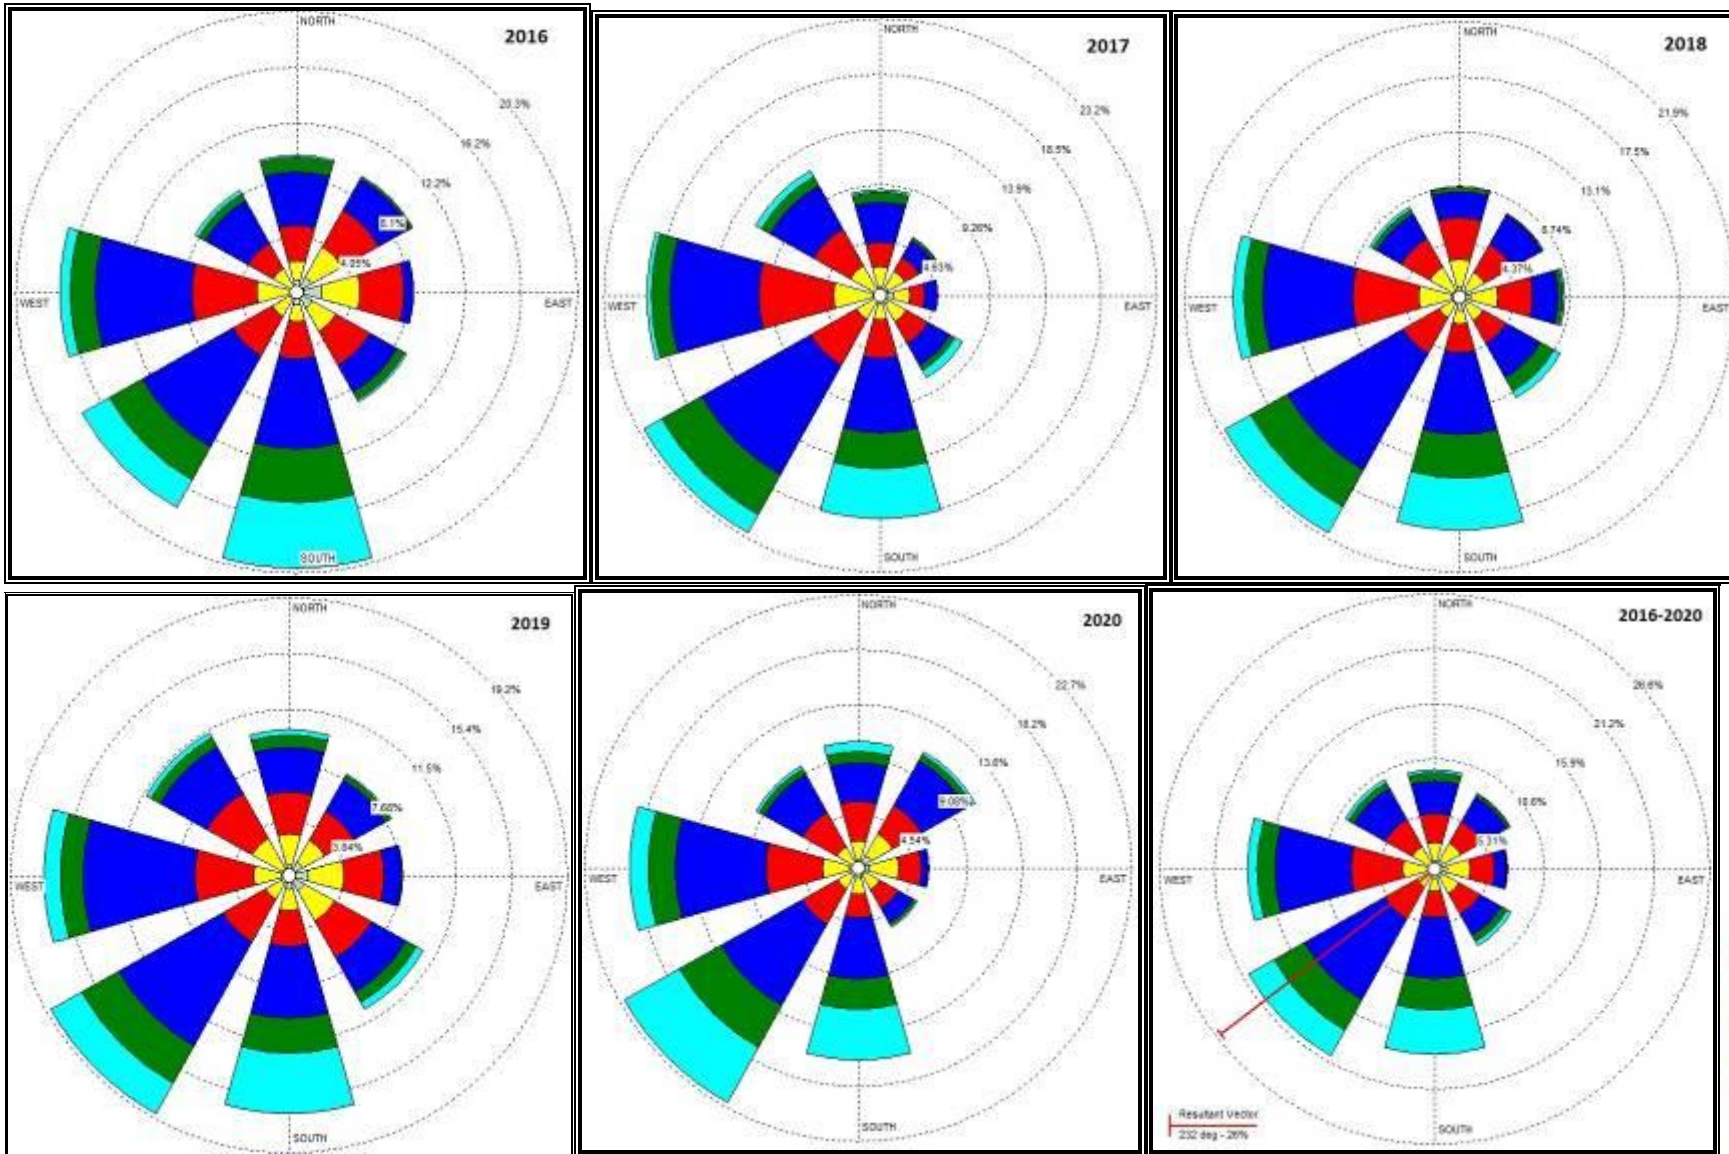 2016
NORTH
20.3%
16.2%
12.2%
8.1%
4.05%
WEST
EAST
SOUTH
2017
NORTH
23.2%
18.5%
13.9%
9.26%
4.63%
WEST
EAST
SOUTH
2018
NORTH
21.9%
17.5%
13.1%
8.74%
4.37%
WEST
EAST
SOUTH
2019
NORTH
19.2%
15.4%
11.5%
7.68%
3.84%
WEST
EAST
SOUTH
2020
NORTH
22.7%
18.2%
13.6%
9.08%
4.54%
WEST
EAST
SOUTH
2016-2020
NORTH
26.6%
21.2%
15.9%
10.6%
5.31%
WEST
EAST
SOUTH
Resultant Vector
232 deg - 26%